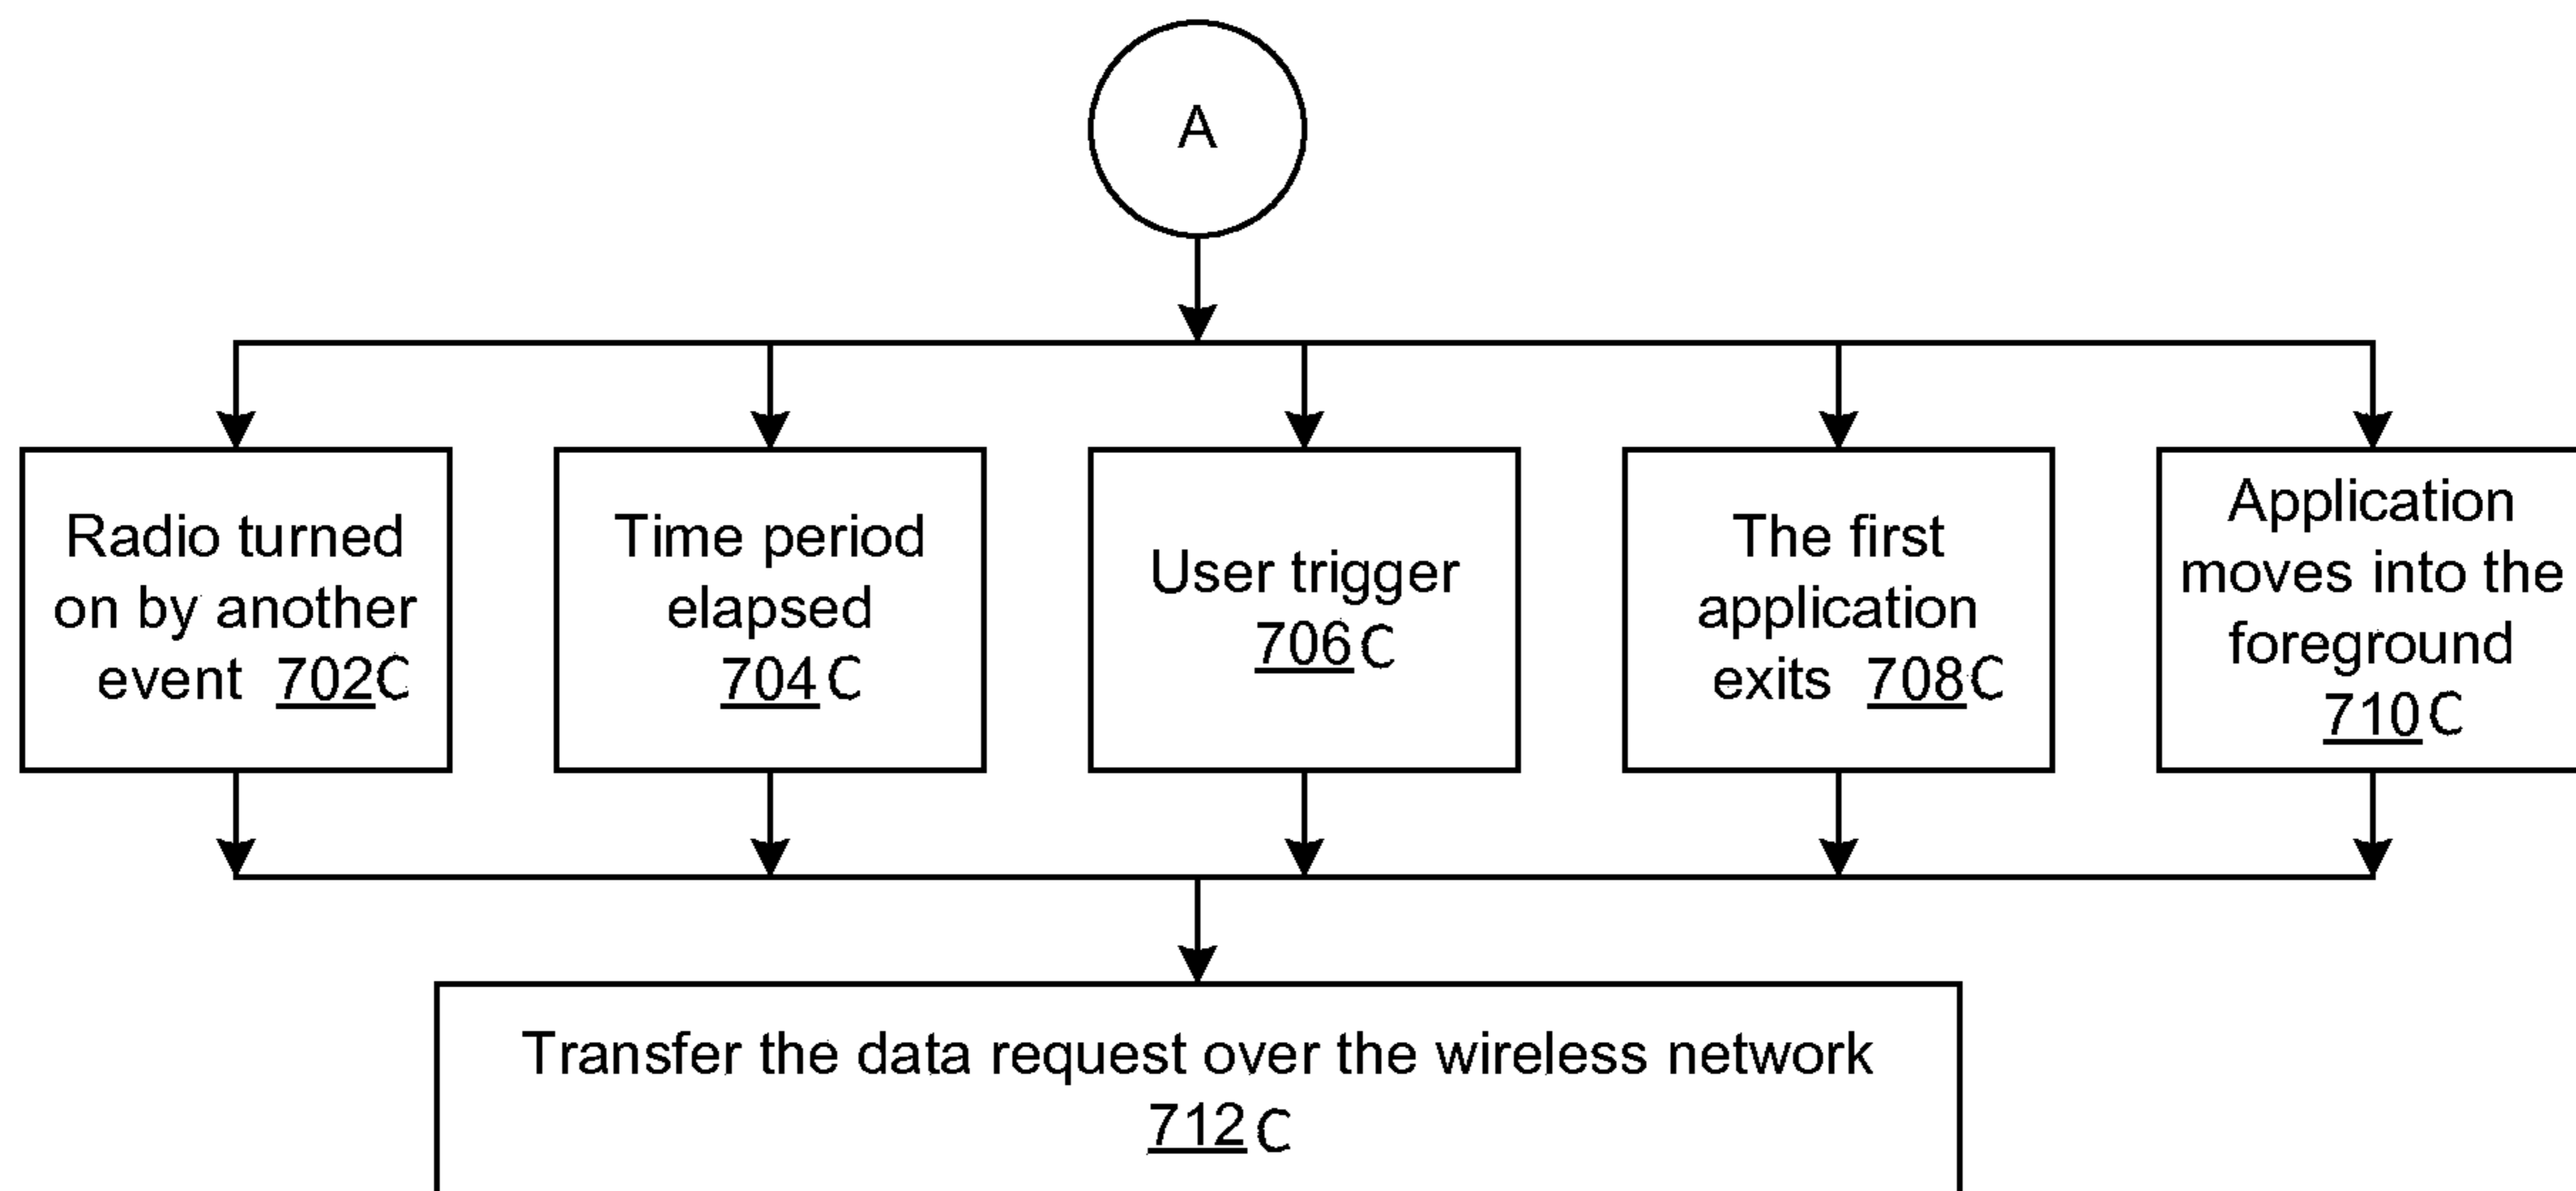 A
Radio turned
on by another
event 702C
Time period
elapsed
704C
User trigger
706C
The first
application
exits 708C
Application
moves into the
foreground
710C
Transfer the data request over the wireless network
712C